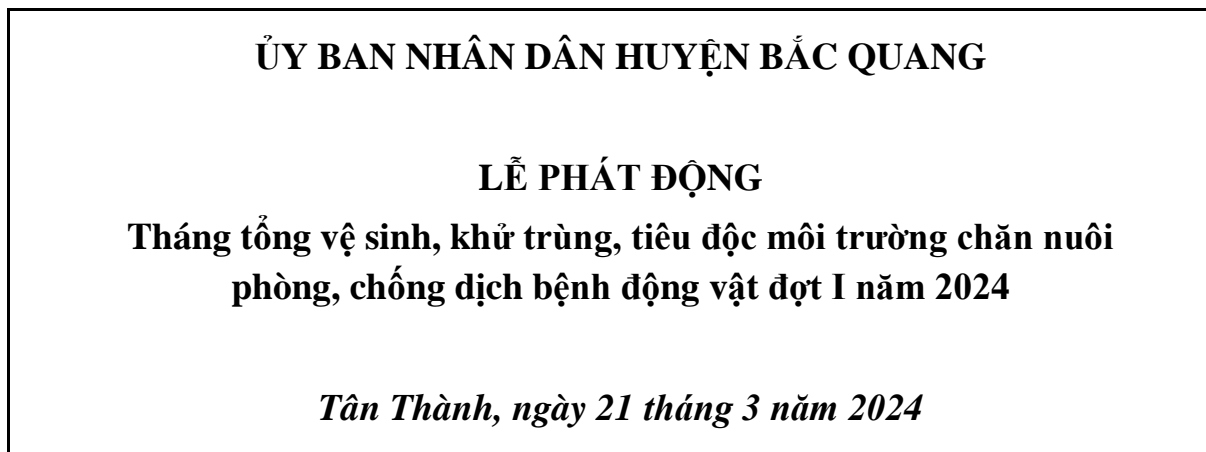 ỦY BAN NHÂN DÂN HUYỆN BẮC QUANG
LỄ PHÁT ĐỘNG
Tháng tổng vệ sinh, khử trùng, tiêu độc môi trường chăn nuôi
phòng, chống dịch bệnh động vật đợt I năm 2024
Tân Thành, ngày 21 tháng 3 năm 2024